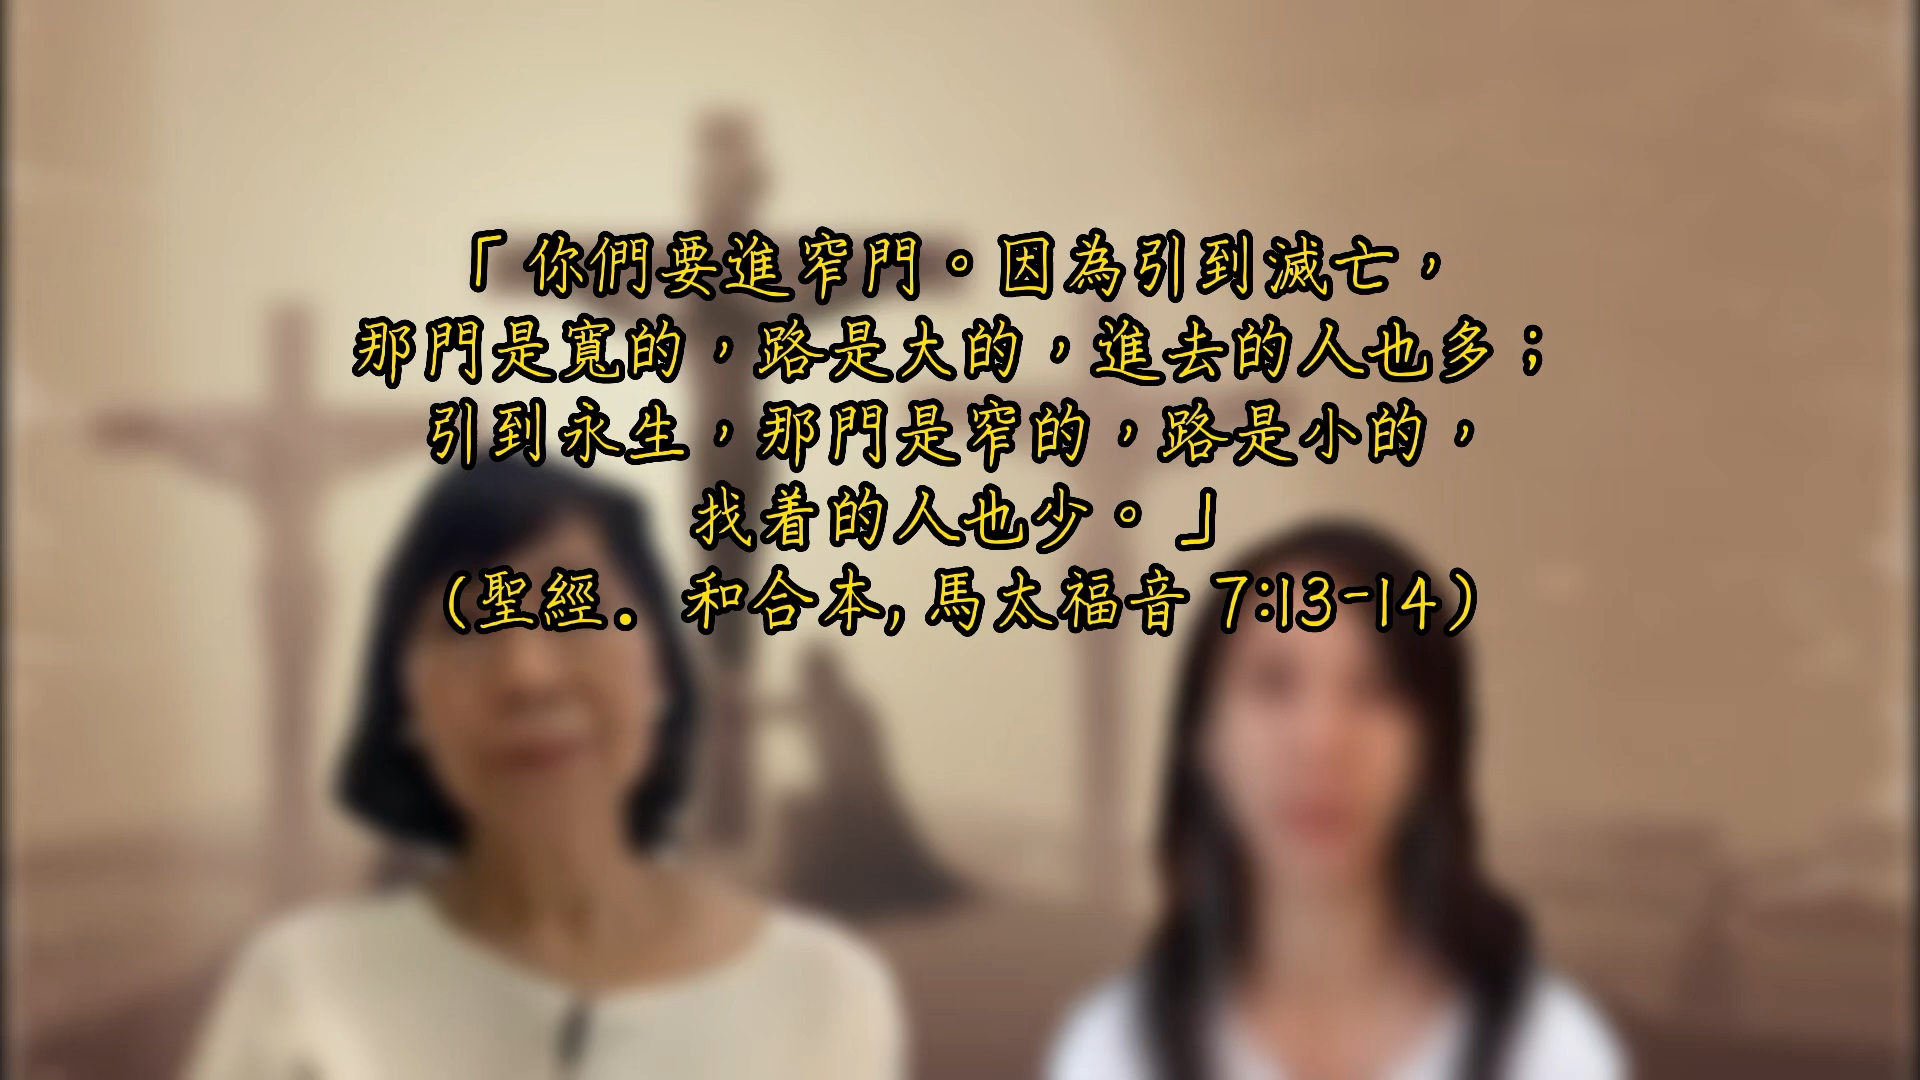 「你們要進窄門。因為引到滅亡，
那門是寬的，路是大的，進去的人也多；
引到永生，那門是窄的，路是小的，
找着的人也少。」
(聖經. 和合本, 馬太福音 7:13-14)